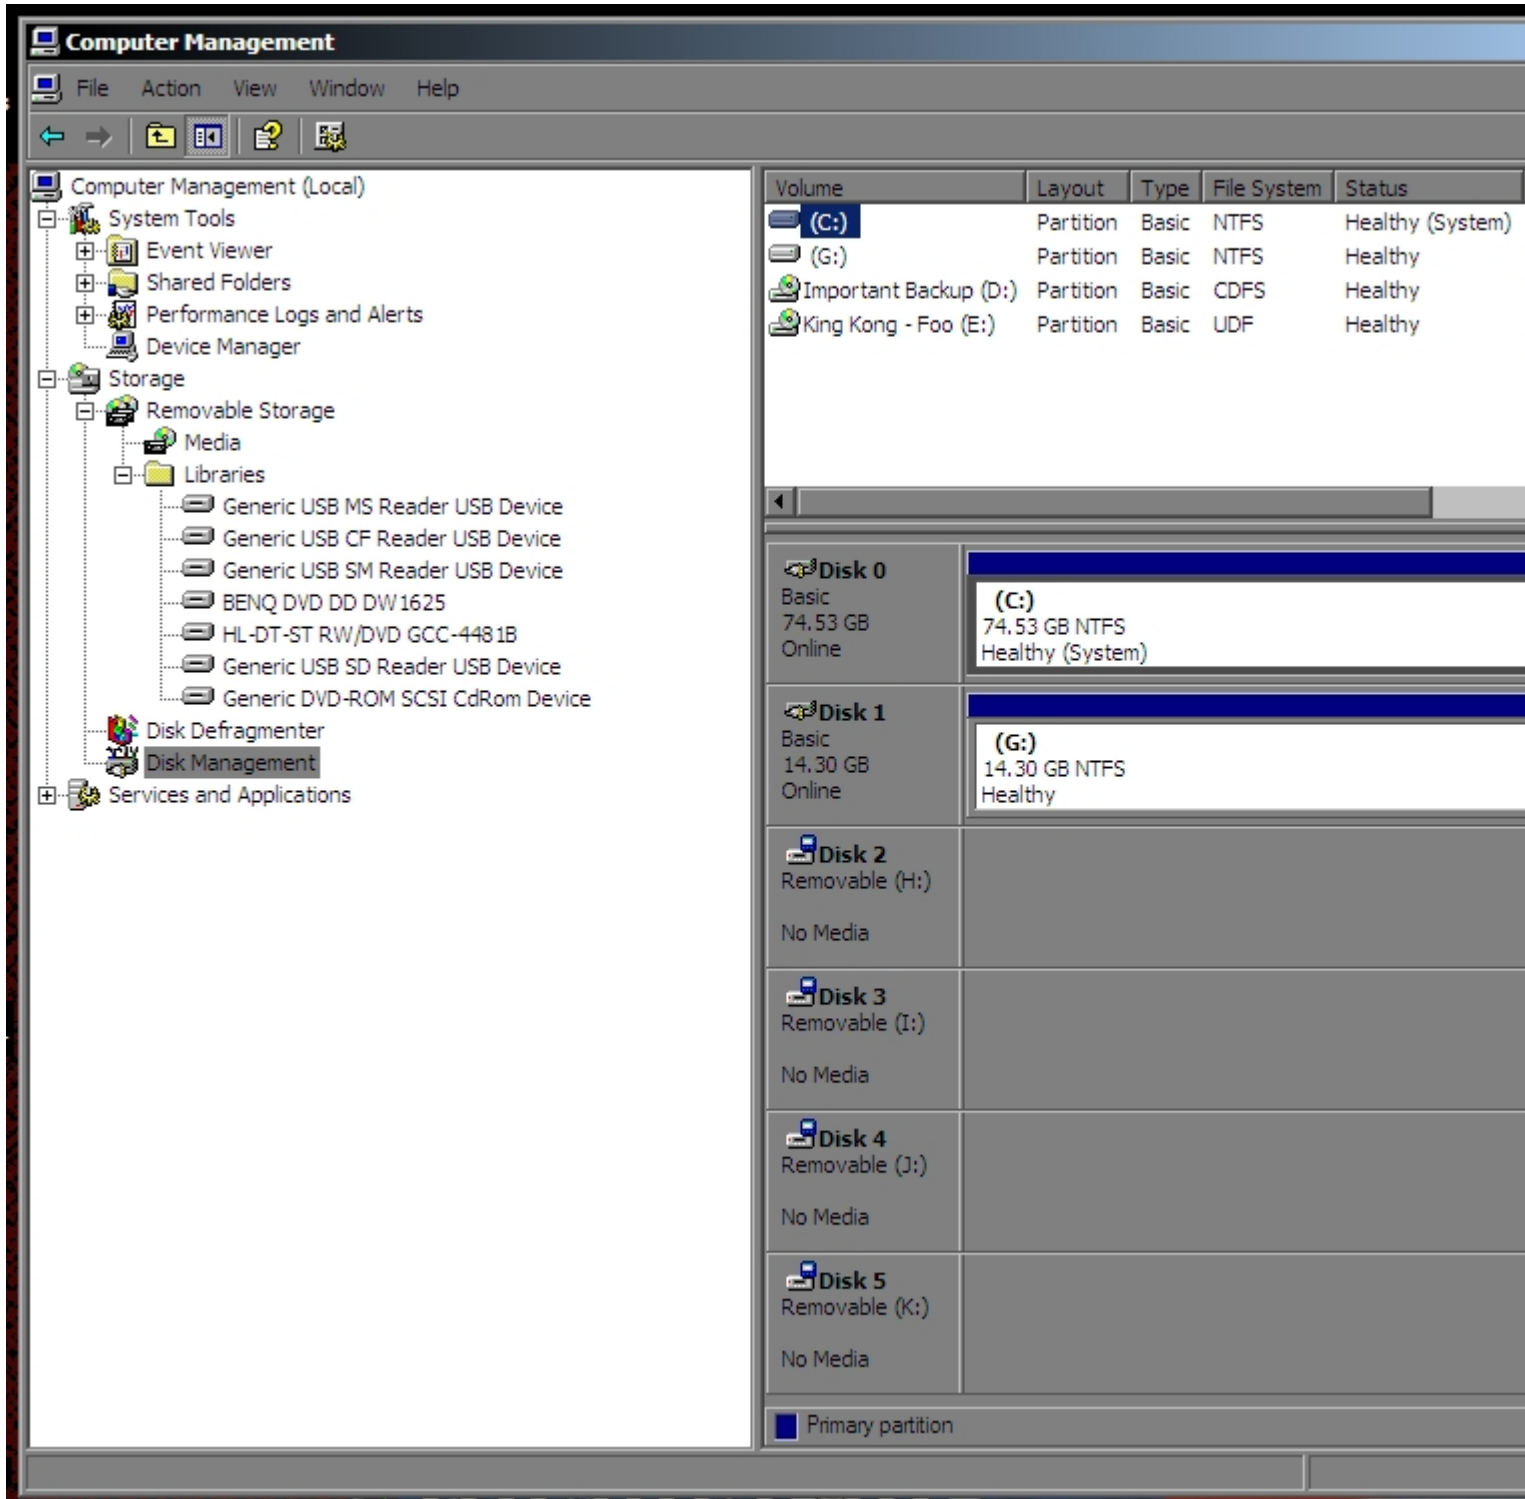 Computer Management
File Action View Window Help
Computer Management (Local)
System Tools
Event Viewer
Shared Folders
Performance Logs and Alerts
Device Manager
Storage
Removable Storage
Media
Libraries
Generic USB MS Reader USB Device
Generic USB CF Reader USB Device
Generic USB SM Reader USB Device
BENQ DVD DD DW1625
HL-DT-ST RW/DVD GCC-4481B
Generic USB SD Reader USB Device
Generic DVD-ROM SCSI CdRom Device
Disk Defragmenter
Disk Management
Services and Applications
Volume Layout Type File System Status
(C:) Partition Basic NTFS Healthy (System)
(G:) Partition Basic NTFS Healthy
Important Backup (D:) Partition Basic CDFS Healthy
King Kong - Foo (E:) Partition Basic UDF Healthy
Disk 0
Basic
74.53 GB
Online
(C:)
74.53 GB NTFS
Healthy (System)
Disk 1
Basic
14.30 GB
Online
(G:)
14.30 GB NTFS
Healthy
Disk 2
Removable (H:)
No Media
Disk 3
Removable (I:)
No Media
Disk 4
Removable (J:)
No Media
Disk 5
Removable (K:)
No Media
Primary partition